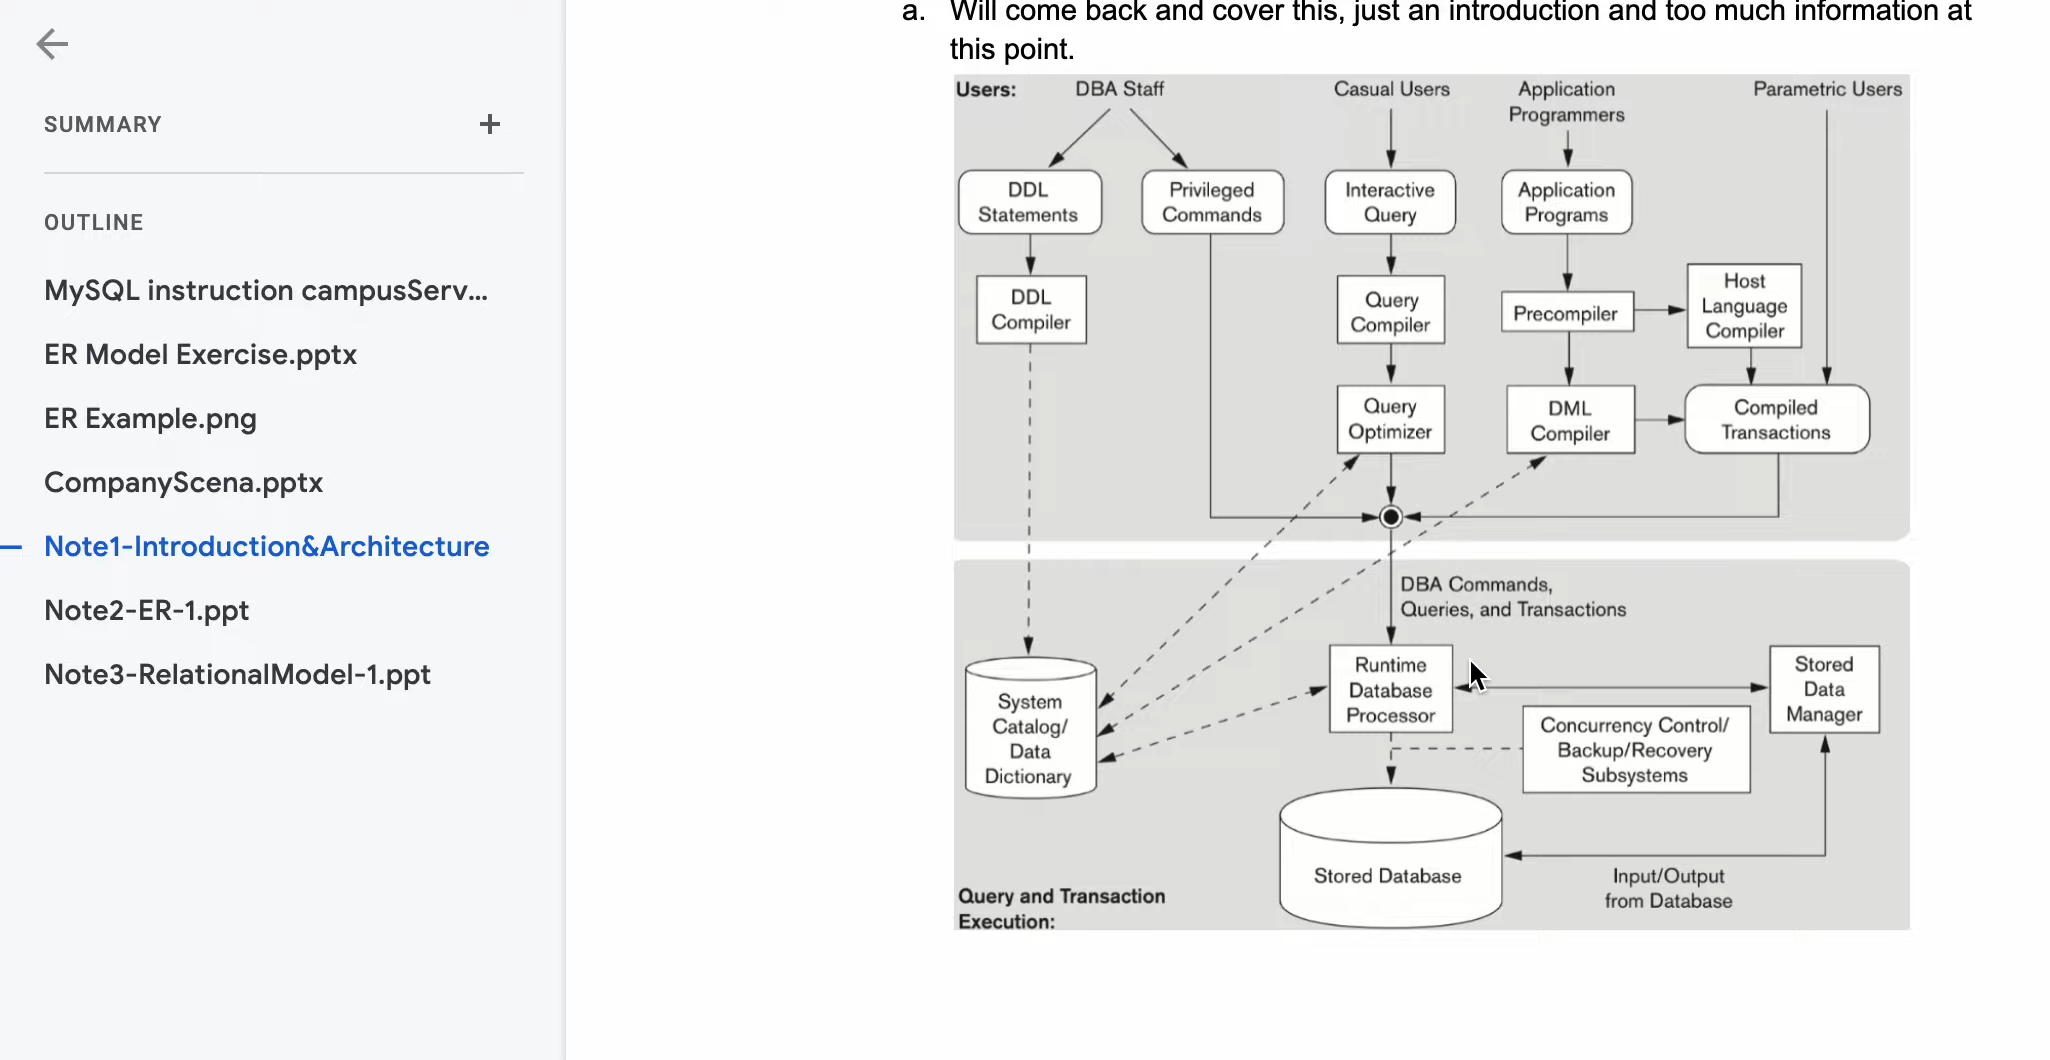 SUMMARY
+
OUTLINE
MySQL instruction campusServ...
ER Model Exercise.pptx
ER Example.png
CompanyScena.pptx
Note1-Introduction&Architecture
Note2-ER-1.ppt
Note3-RelationalModel-1.ppt
a. Will come back and cover this, just an introduction and too much information at
this point.
Users:
DBA Staff
Casual Users
Application
Programmers
Parametric Users
DDL
Statements
Privileged
Commands
Interactive
Query
Application
Programs
DDL
Compiler
Query
Compiler
Precompiler
Host
Language
Compiler
Query
Optimizer
DML
Compiler
Compiled
Transactions
DBA Commands,
Queries, and Transactions
System
Catalog/
Data
Dictionary
Runtime
Database
Processor
Stored
Data
Manager
Concurrency Control/
Backup/Recovery
Subsystems
Stored Database
Input/Output
from Database
Query and Transaction
Execution: